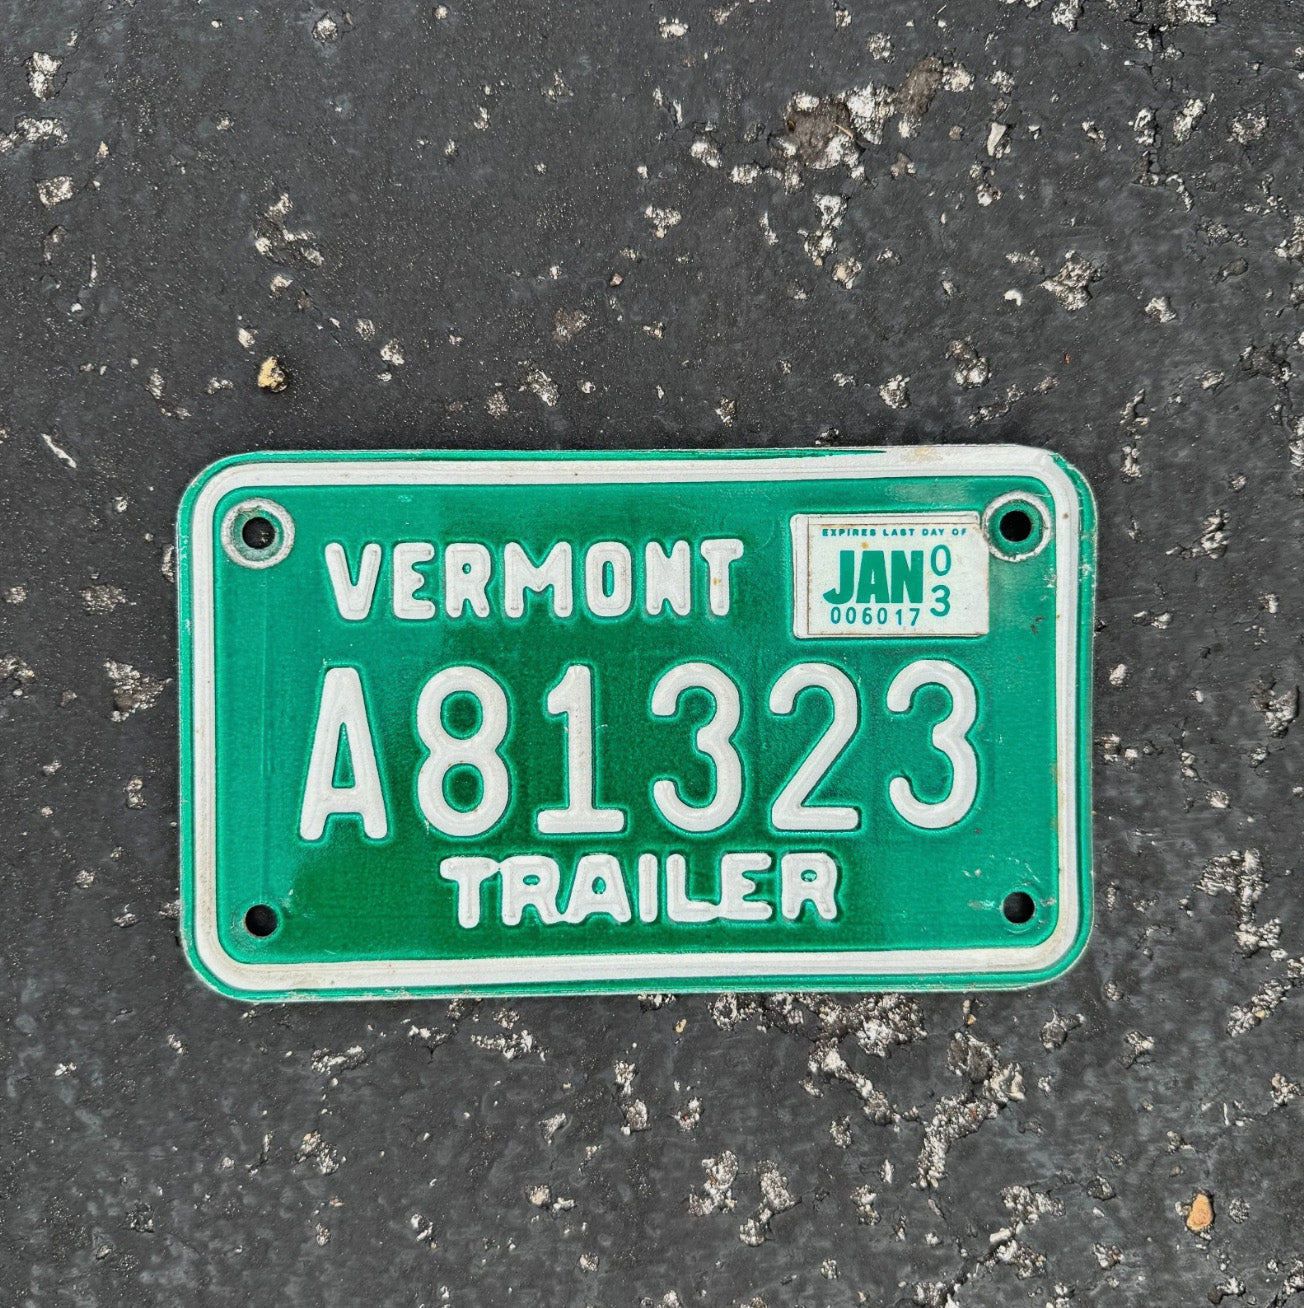 VERMONT
EXPIRES LAST DAY OF
JAN 03
006017
A81323
TRAILER